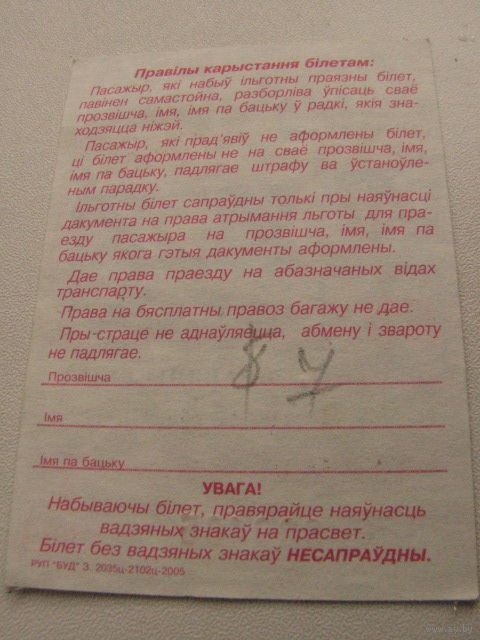 Правілы карыстання білетам:
Пасажыр, які набыў ільготны праязны білет,
павінен самастойна, разборліва ўпісаць сваё
прозвішча, імя, імя па бацьку ў радкі, якія зна-
ходзяцца ніжэй.
Пасажыр, які прад'явіў не аформлены білет,
ці білет аформлены не на сваё прозвішча, імя,
імя па бацьку, падлягае штрафу ва ўстаноўле-
ным парадку.
Ільготны білет сапраўдны толькі пры наяўнасці
дакумента на права атрымання льготы для пра-
езду пасажыра на прозвішча, імя, імя па
бацьку якога гэтыя дакументы аформлены.
Дае права праезду на абазначаных відах
транспарту.
Права на бясплатны правоз багажу не дае.
Пры страце не аднаўляецца, абмену і звароту
не падлягае.
Прозвішча
Імя
Імя па бацьку
УВАГА!
Набываючы білет, правярайце наяўнасць
вадзяных знакаў на прасвет.
Білет без вадзяных знакаў НЕСАПРАЎДНЫ.
РУП "БУД" З. 2035ц-2102ц-2005
www.ay.by